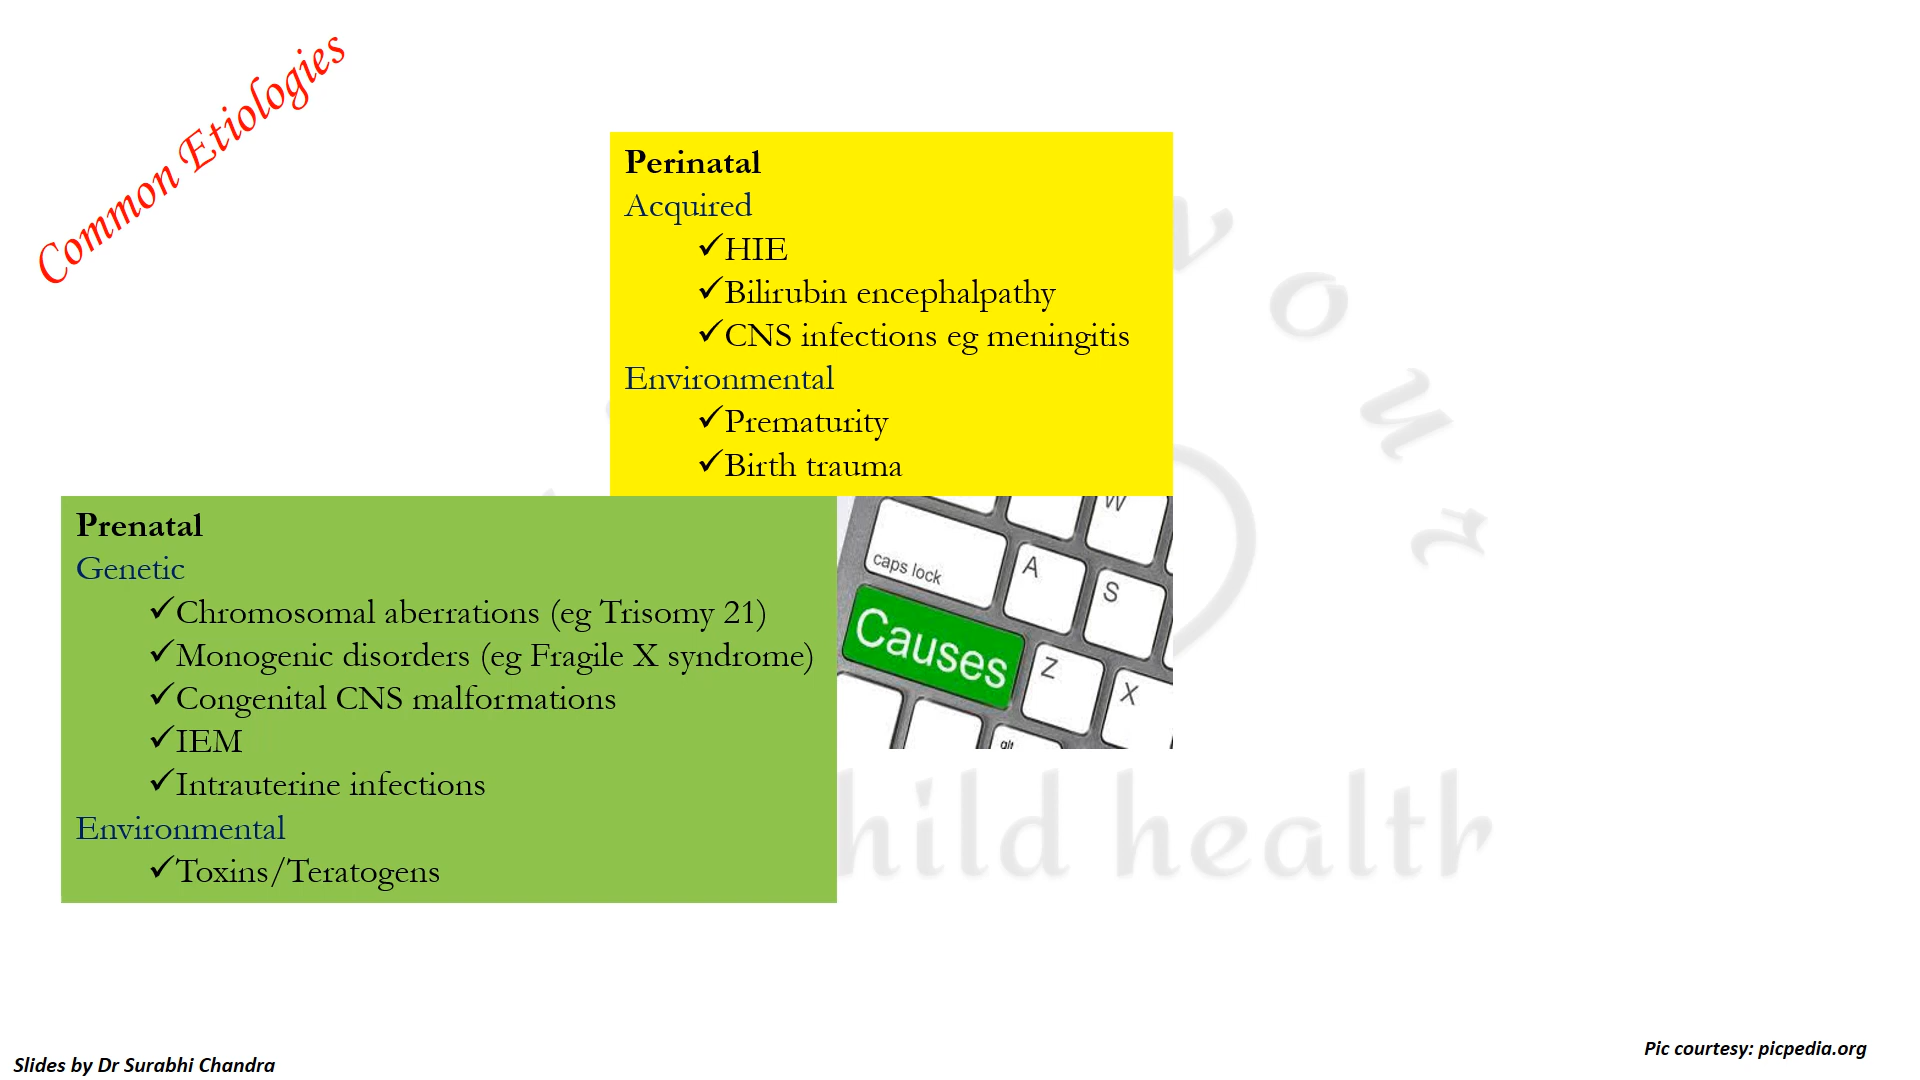 Common Etiologies
Perinatal
Acquired
✓HIE
✓Bilirubin encephalpathy
✓CNS infections eg meningitis
Environmental
✓Prematurity
✓Birth trauma
Prenatal
Genetic
✓Chromosomal aberrations (eg Trisomy 21)
✓Monogenic disorders (eg Fragile X syndrome)
✓Congenital CNS malformations
✓IEM
✓Intrauterine infections
Environmental
✓Toxins/Teratogens
W
caps lock A S
Causes Z X
alt
your
hild health
Pic courtesy: picpedia.org
Slides by Dr Surabhi Chandra